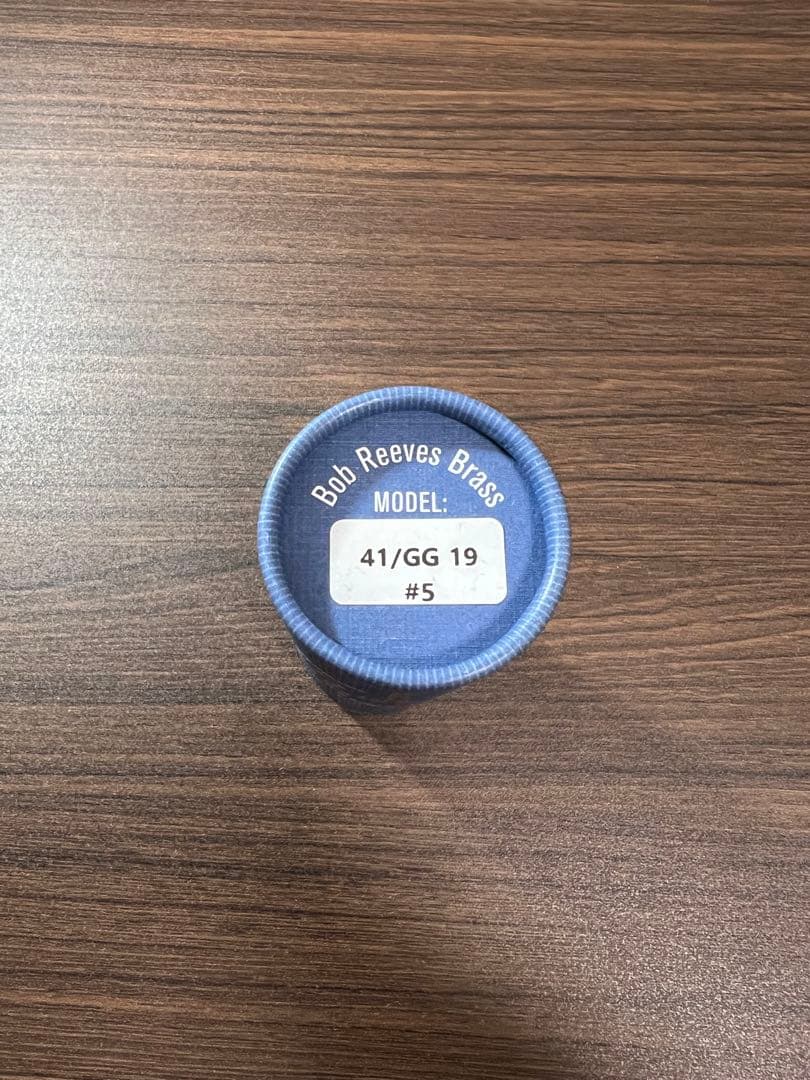 Bob Reeves Brass
MODEL:
41/GG 19
#5